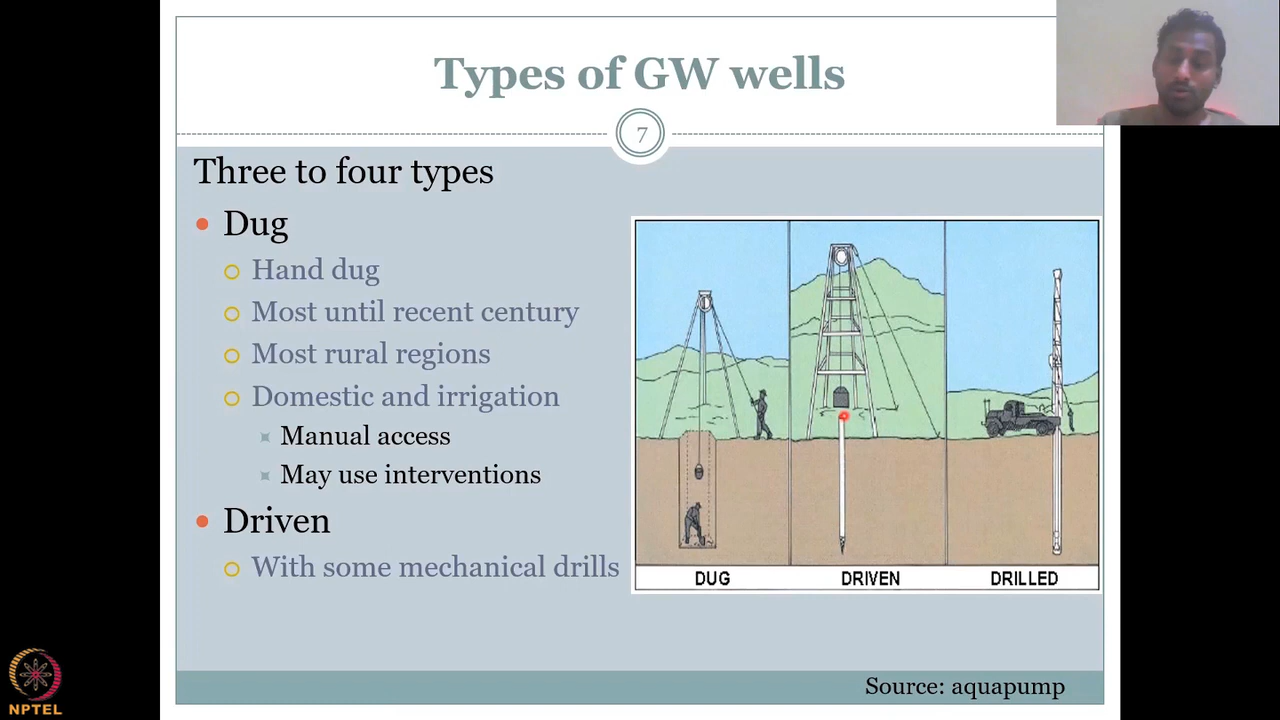 Types of GW wells
7
Three to four types
Dug
Hand dug
Most until recent century
Most rural regions
Domestic and irrigation
Manual access
May use interventions
Driven
With some mechanical drills
DUG
DRIVEN
DRILLED
Source: aquapump
NPTEL